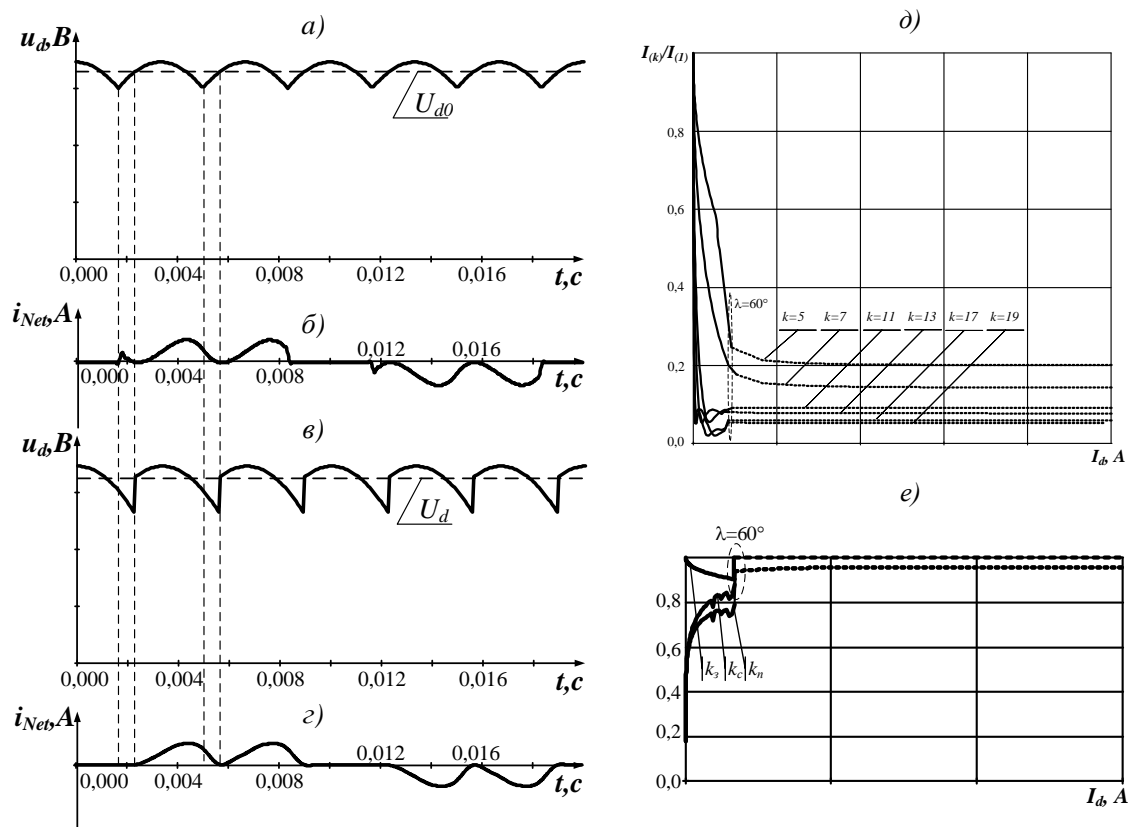 а)
u_d, В
U_d0
0,000 0,004 0,008 0,012 0,016
t,c
б)
i_Net, A
0,000 0,004 0,008 0,012 0,016
t,c
в)
u_d, В
U_d
0,000 0,004 0,008 0,012 0,016
t,c
г)
i_Net, A
0,000 0,004 0,008 0,012 0,016
t,c
д)
I_(k)/I_(1)
0,8
0,6
0,4
0,2
0,0
λ=60°
k=5 k=7 k=11 k=13 k=17 k=19
I_d, A
е)
λ=60°
0,8
0,6
0,4
0,2
0,0
k_з k_c k_п
I_d, A